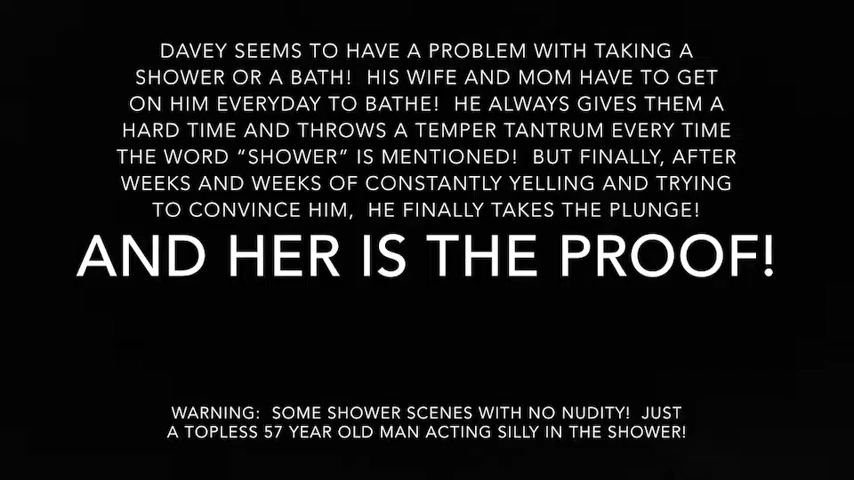 DAVEY SEEMS TO HAVE A PROBLEM WITH TAKING A
SHOWER OR A BATH! HIS WIFE AND MOM HAVE TO GET
ON HIM EVERYDAY TO BATHE! HE ALWAYS GIVES THEM A
HARD TIME AND THROWS A TEMPER TANTRUM EVERY TIME
THE WORD “SHOWER” IS MENTIONED! BUT FINALLY, AFTER
WEEKS AND WEEKS OF CONSTANTLY YELLING AND TRYING
TO CONVINCE HIM, HE FINALLY TAKES THE PLUNGE!
AND HER IS THE PROOF!
WARNING: SOME SHOWER SCENES WITH NO NUDITY! JUST
A TOPLESS 57 YEAR OLD MAN ACTING SILLY IN THE SHOWER!